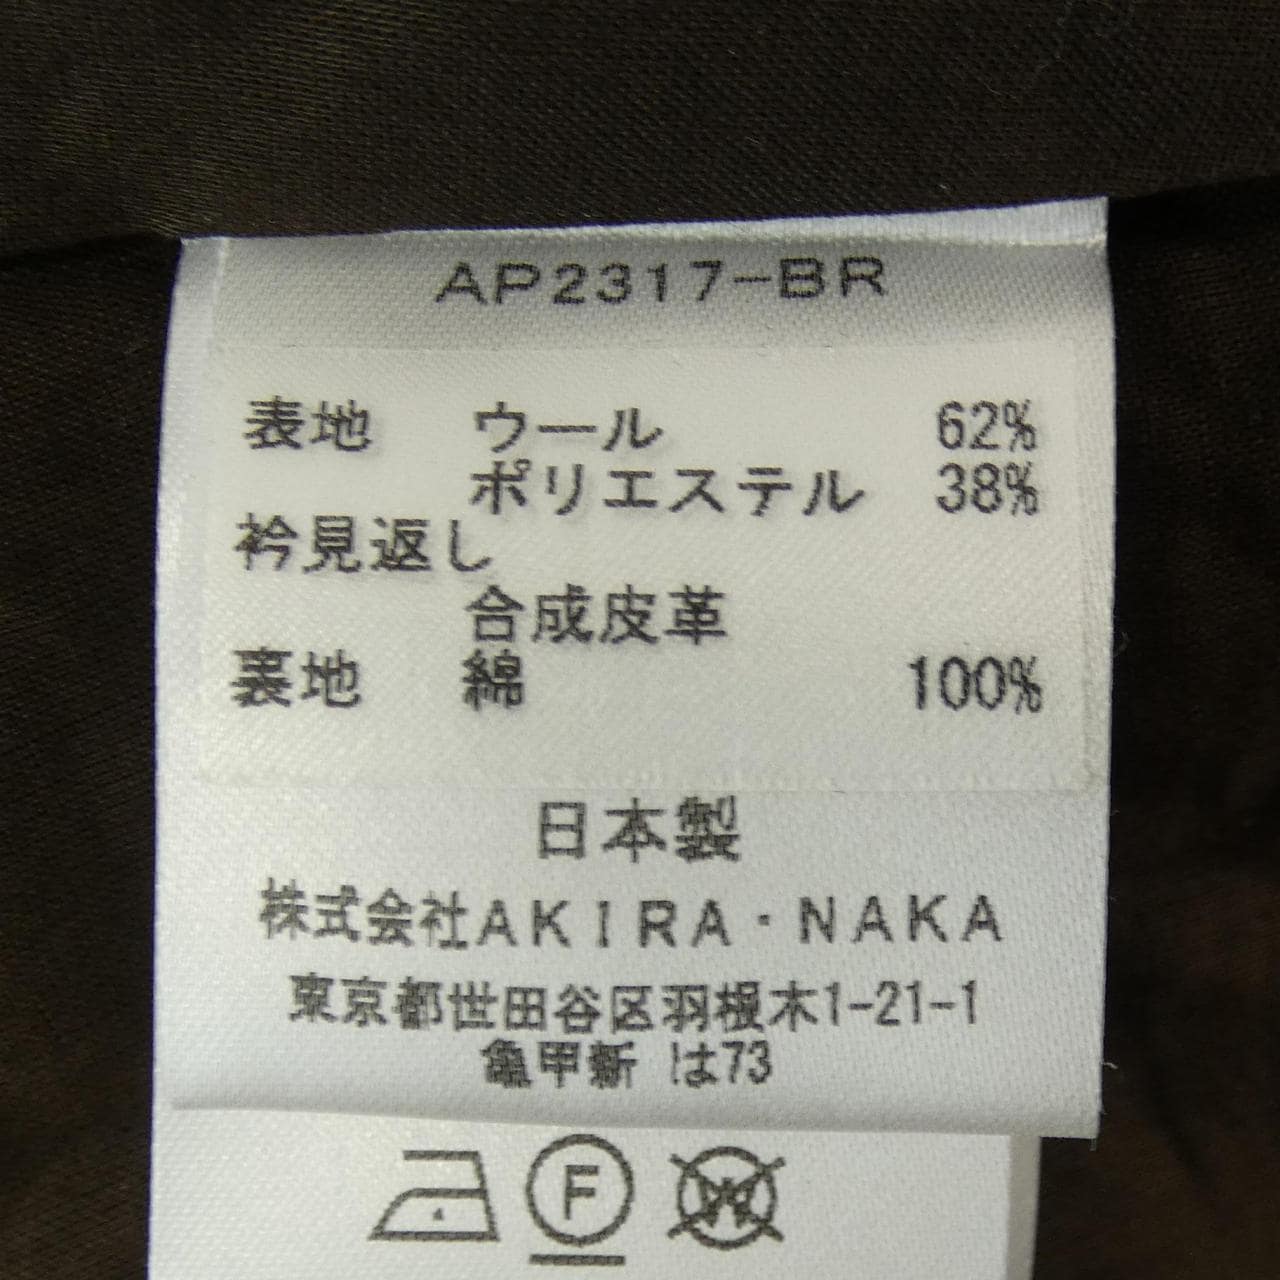 AP2317-BR
表地 ウール 62%
ポリエステル 38%
衿見返し
合成皮革
裏地 綿 100%
日本製
株式会社AKIRA・NAKA
東京都世田谷区羽根木1-21-1
亀甲新 は73
F W